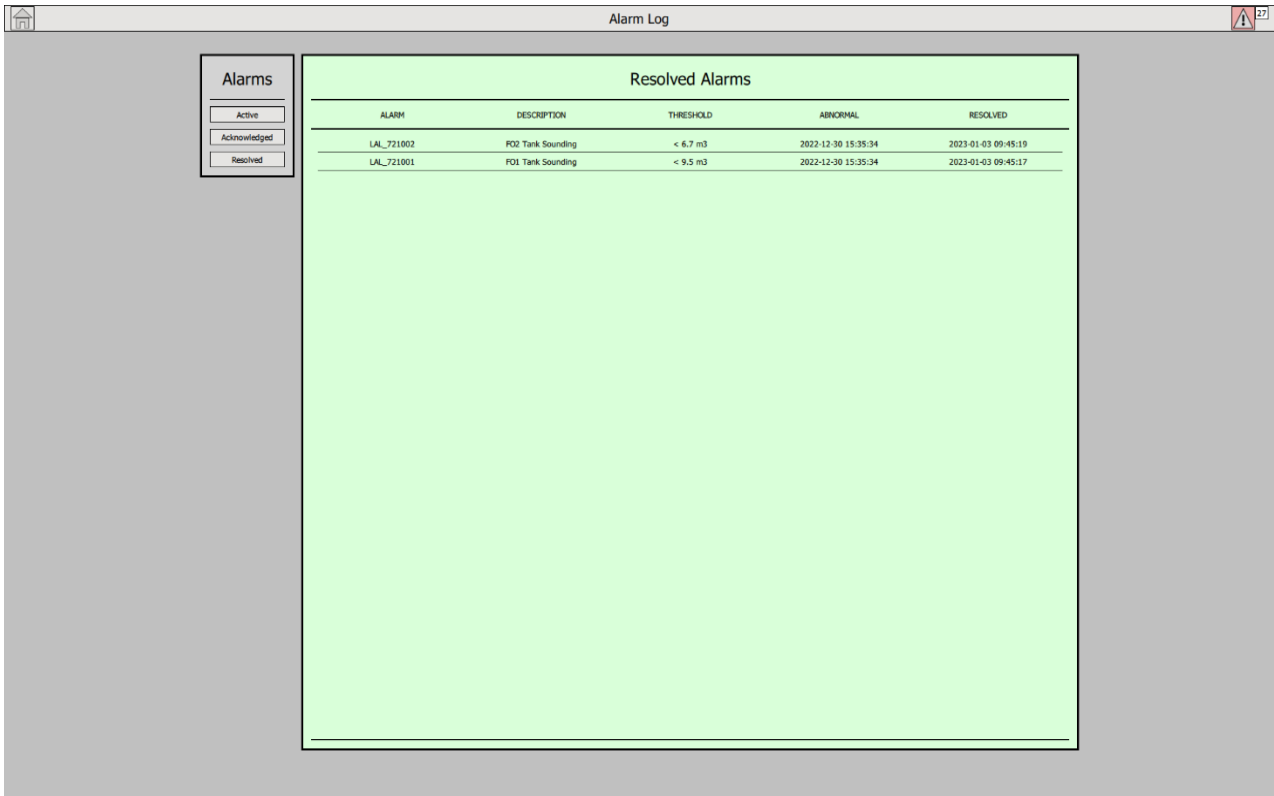 Alarm Log
27
Alarms
Active
Acknowledged
Resolved
Resolved Alarms
ALARM DESCRIPTION THRESHOLD ABNORMAL RESOLVED
LAL_721002 FO2 Tank Sounding < 6.7 m3 2022-12-30 15:35:34 2023-01-03 09:45:19
LAL_721001 FO1 Tank Sounding < 9.5 m3 2022-12-30 15:35:34 2023-01-03 09:45:17